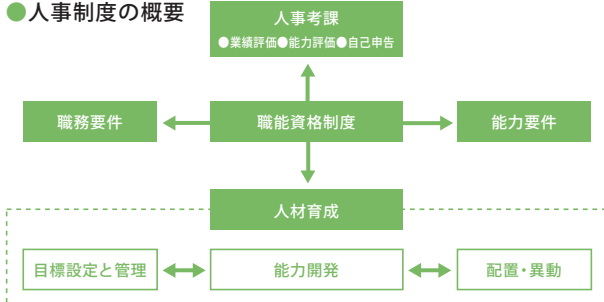 ●人事制度の概要
人事考課
●業績評価●能力評価●自己申告
職務要件
職能資格制度
能力要件
人材育成
目標設定と管理
能力開発
配置・異動